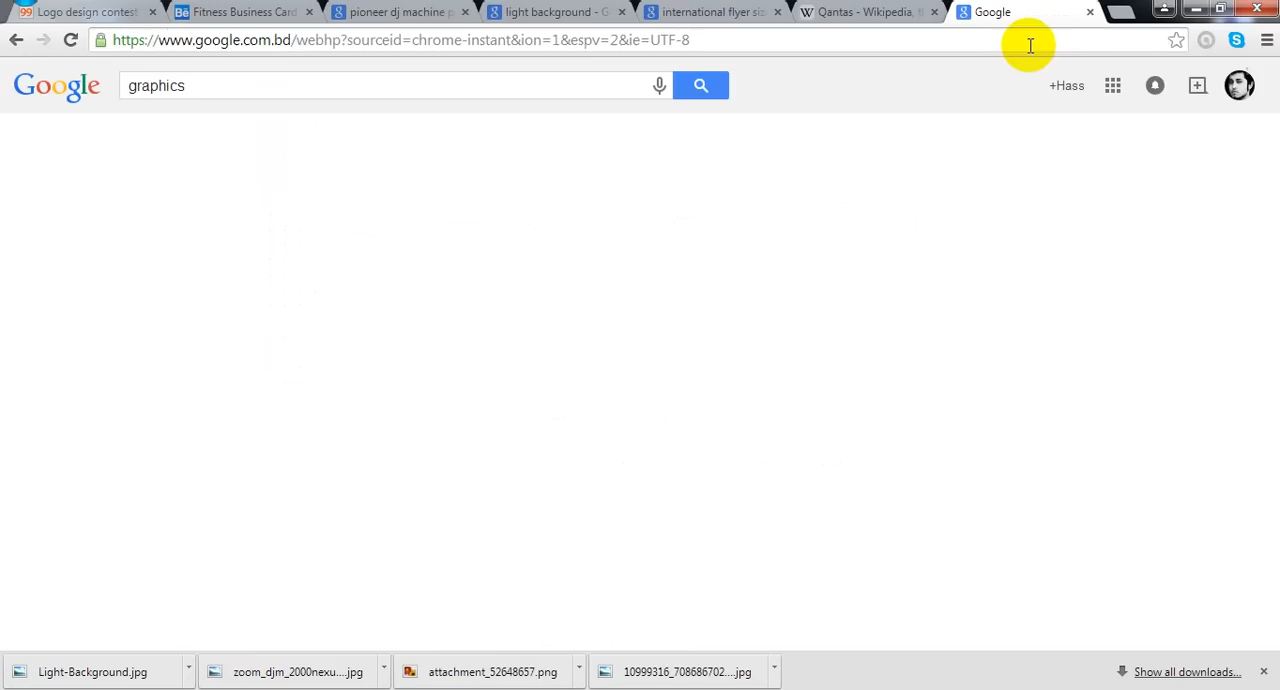 Logo design contest
Fitness Business Card
pioneer dj machine p
light background - G
international flyer siz
Qantas - Wikipedia, t
Google
https://www.google.com.bd/webhp?sourceid=chrome-instant&ion=1&espv=2&ie=UTF-8
Google
graphics
+Hass
Light-Background.jpg
zoom_djm_2000nexu....jpg
attachment_52648657.png
10999316_708686702....jpg
Show all downloads...